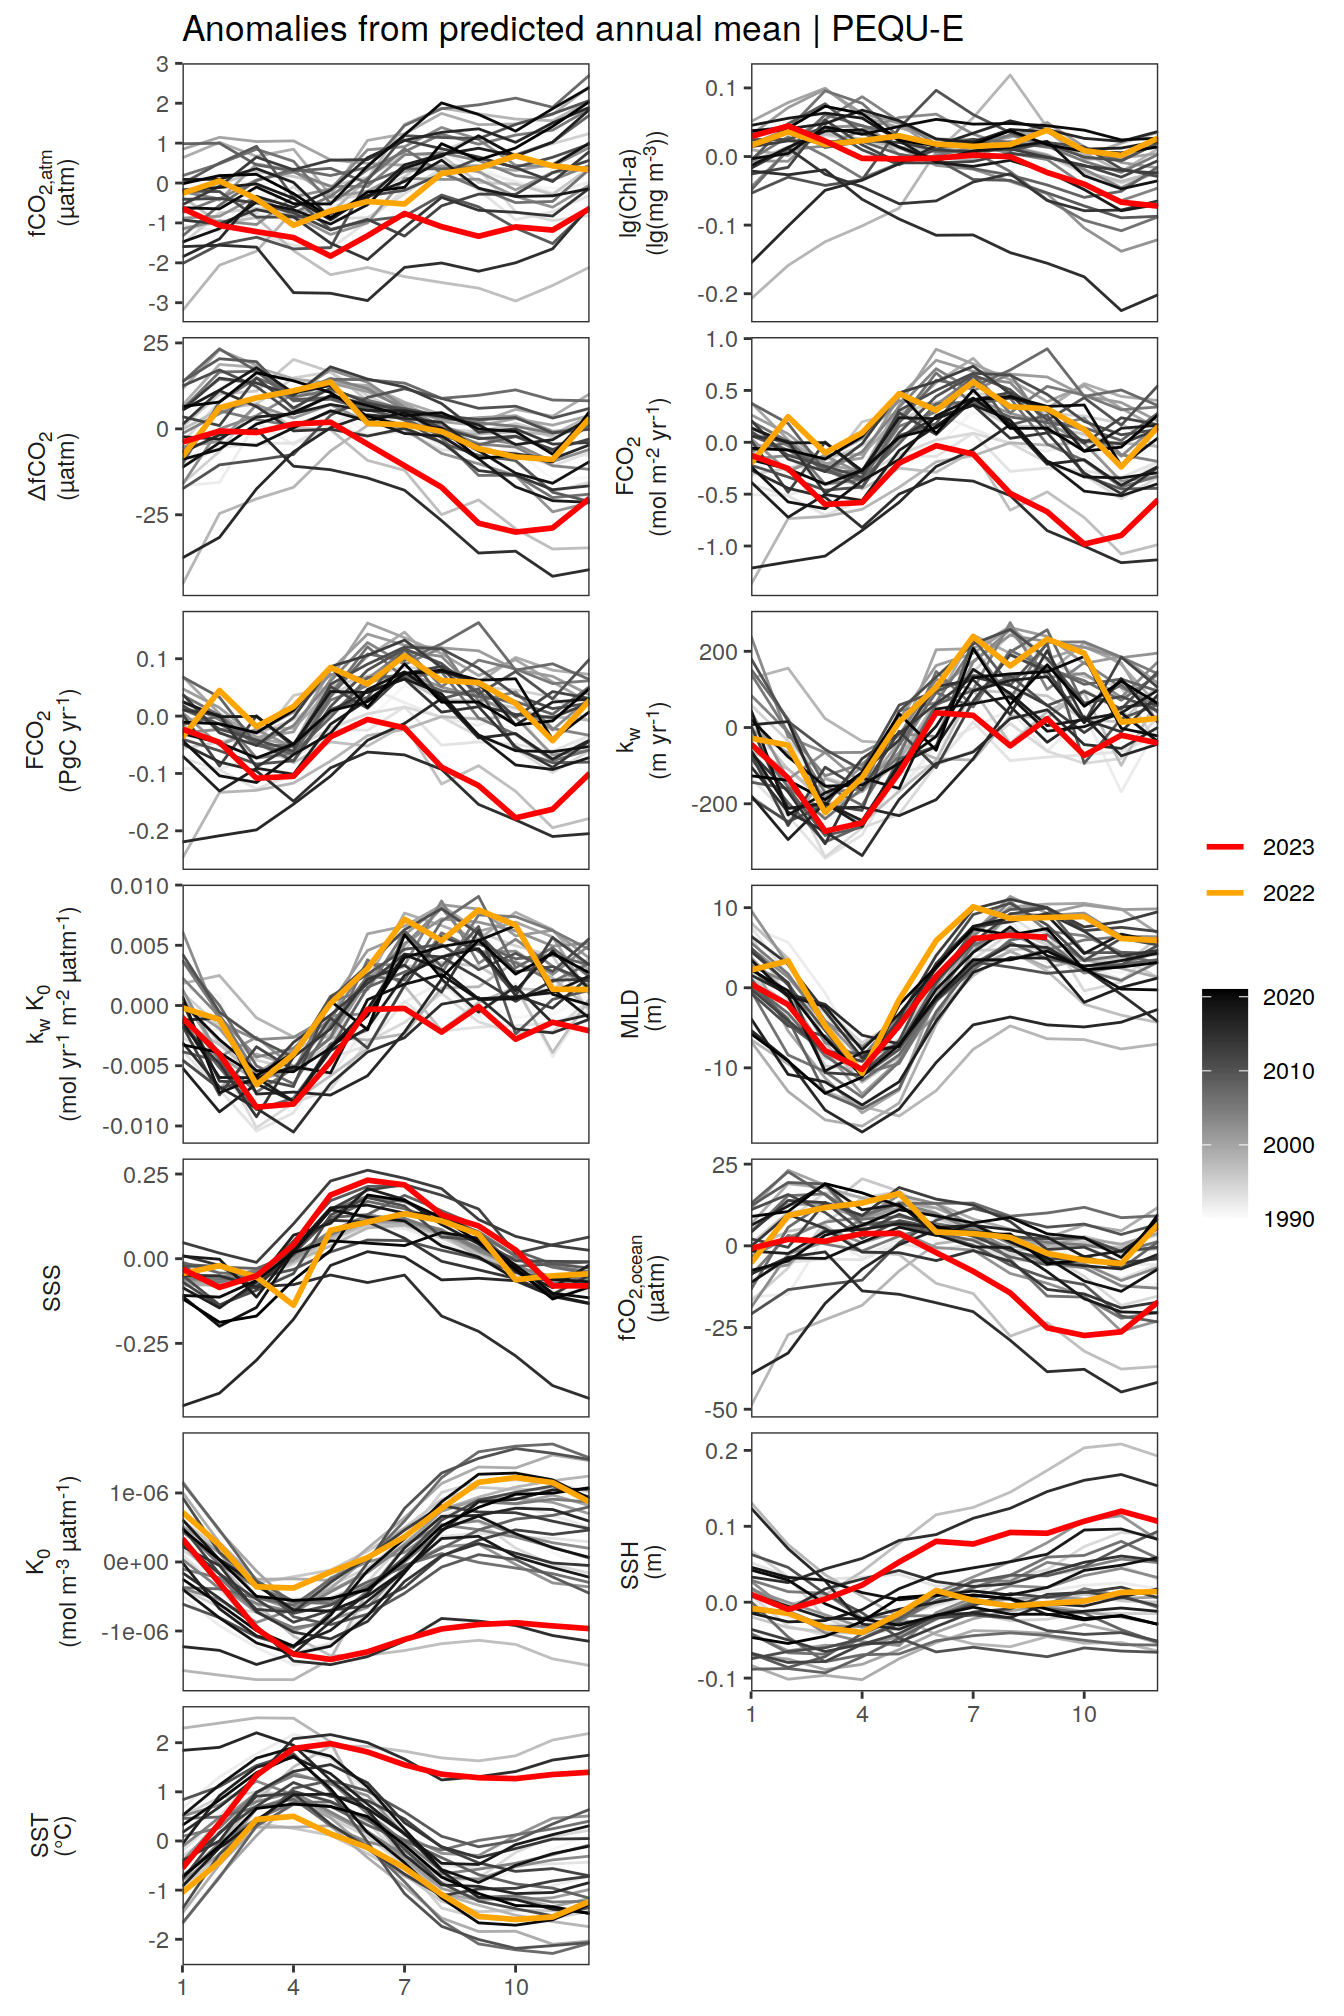 Anomalies from predicted annual mean | PEQU-E
fCO2,atm
(µatm)
3
2
1
0
-1
-2
-3
lg(Chl-a)
(lg(mg m-3))
0.1
0.0
-0.1
-0.2
ΔfCO2
(µatm)
25
0
-25
FCO2
(mol m-2 yr-1)
1.0
0.5
0.0
-0.5
-1.0
FCO2
(PgC yr-1)
0.1
0.0
-0.1
-0.2
kw
(m yr-1)
200
0
-200
kw K0
(mol yr-1 m-2 µatm-1)
0.010
0.005
0.000
-0.005
-0.010
MLD
(m)
10
0
-10
SSS
0.25
0.00
-0.25
fCO2,ocean
(µatm)
25
0
-25
-50
K0
(mol m-3 µatm-1)
1e-06
0e+00
-1e-06
SSH
(m)
0.2
0.1
0.0
-0.1
1 4 7 10
SST
(°C)
2
1
0
-1
-2
1 4 7 10
2023
2022
2020
2010
2000
1990